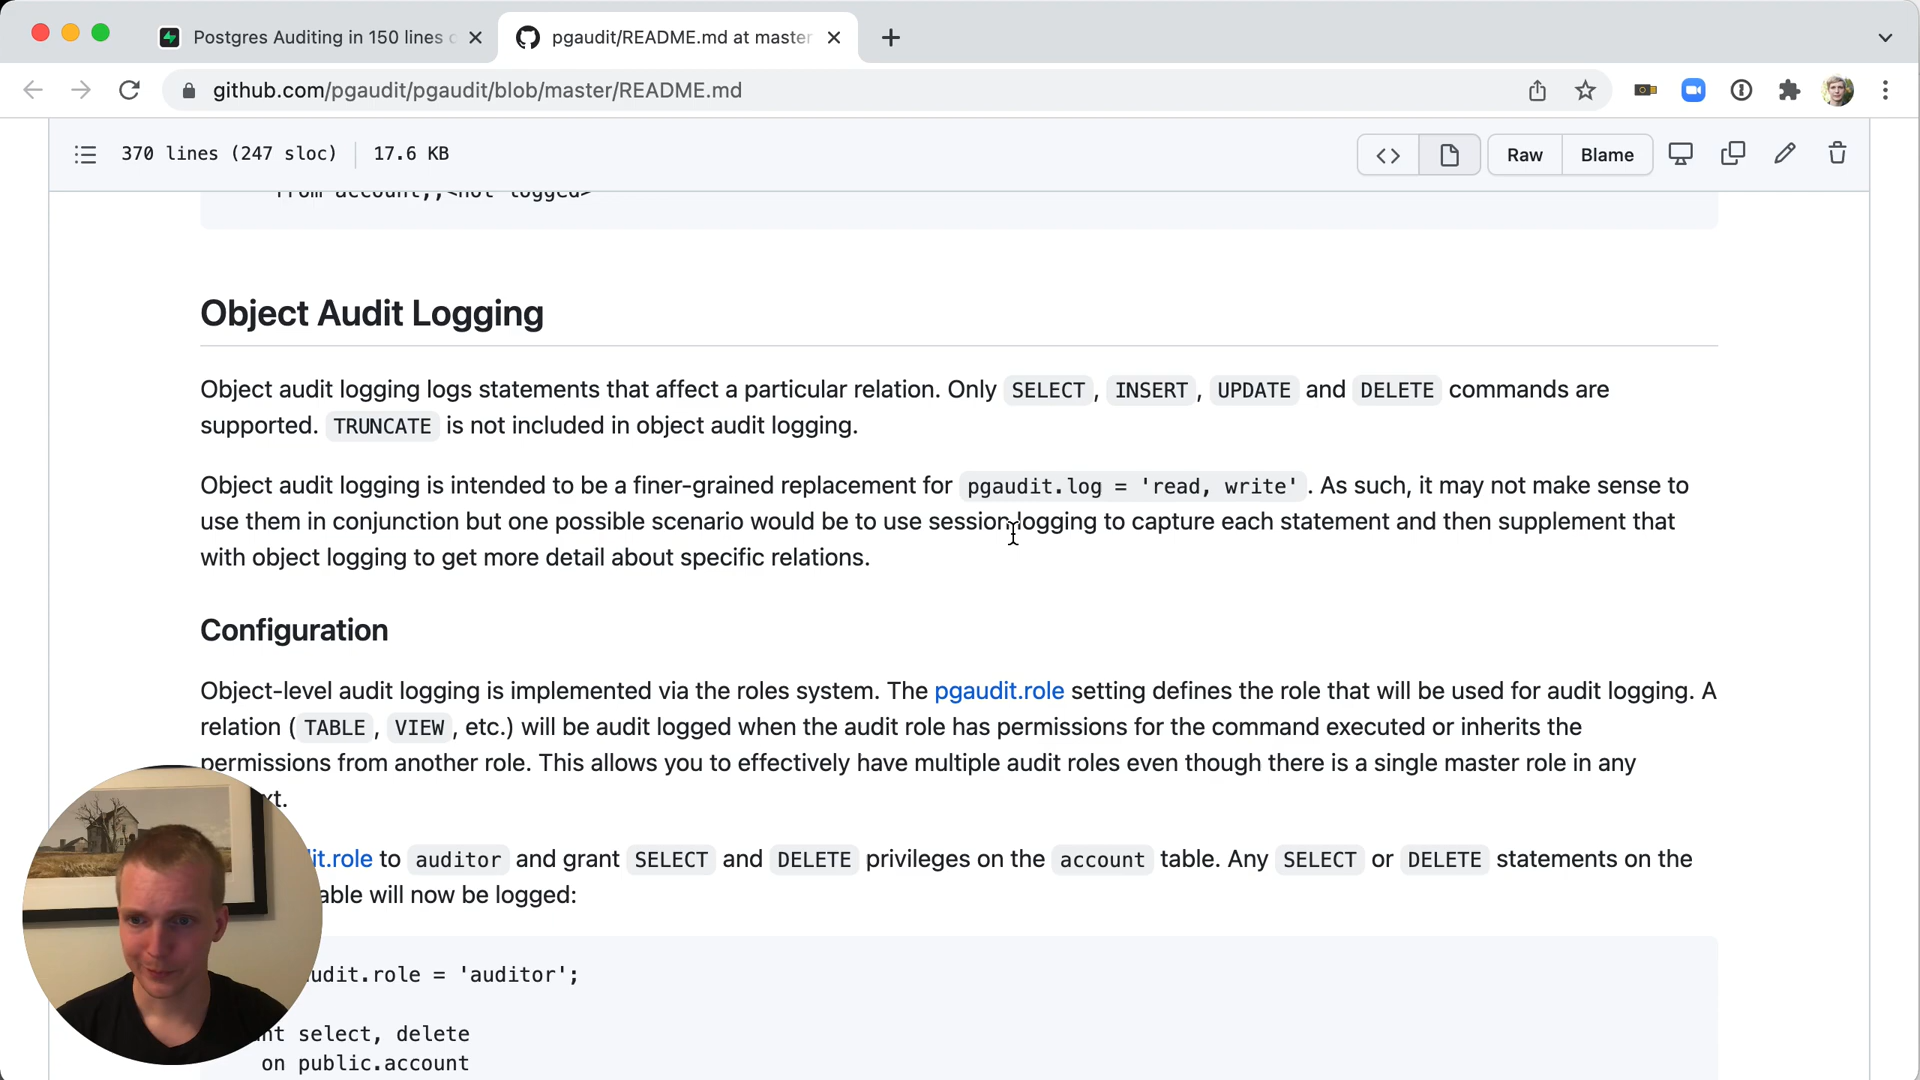 Postgres Auditing in 150 lines
pgaudit/README.md at master
github.com/pgaudit/pgaudit/blob/master/README.md
370 lines (247 sloc) 17.6 KB
Raw Blame
from account,,<not logged>
Object Audit Logging
Object audit logging logs statements that affect a particular relation. Only SELECT, INSERT, UPDATE and DELETE commands are
supported. TRUNCATE is not included in object audit logging.
Object audit logging is intended to be a finer-grained replacement for pgaudit.log = 'read, write'. As such, it may not make sense to
use them in conjunction but one possible scenario would be to use session logging to capture each statement and then supplement that
with object logging to get more detail about specific relations.
Configuration
Object-level audit logging is implemented via the roles system. The pgaudit.role setting defines the role that will be used for audit logging. A
relation (TABLE, VIEW, etc.) will be audit logged when the audit role has permissions for the command executed or inherits the
permissions from another role. This allows you to effectively have multiple audit roles even though there is a single master role in any
xt.
it.role to auditor and grant SELECT and DELETE privileges on the account table. Any SELECT or DELETE statements on the
able will now be logged:
udit.role = 'auditor';
nt select, delete
on public.account